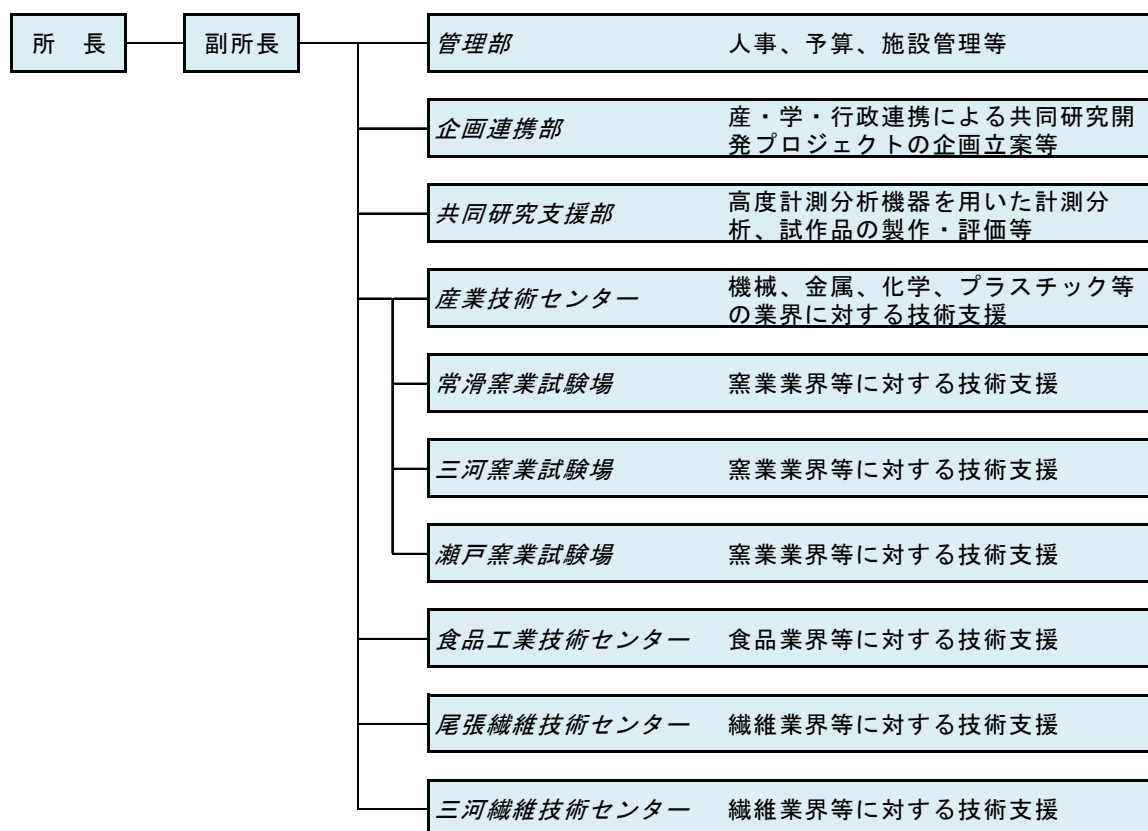 所　長
副所長
管理部
人事、予算、施設管理等
企画連携部
産・学・行政連携による共同研究開
発プロジェクトの企画立案等
共同研究支援部
高度計測分析機器を用いた計測分
析、試作品の製作・評価等
産業技術センター
機械、金属、化学、プラスチック等
の業界に対する技術支援
常滑窯業試験場
窯業業界等に対する技術支援
三河窯業試験場
窯業業界等に対する技術支援
瀬戸窯業試験場
窯業業界等に対する技術支援
食品工業技術センター
食品業界等に対する技術支援
尾張繊維技術センター
繊維業界等に対する技術支援
三河繊維技術センター
繊維業界等に対する技術支援